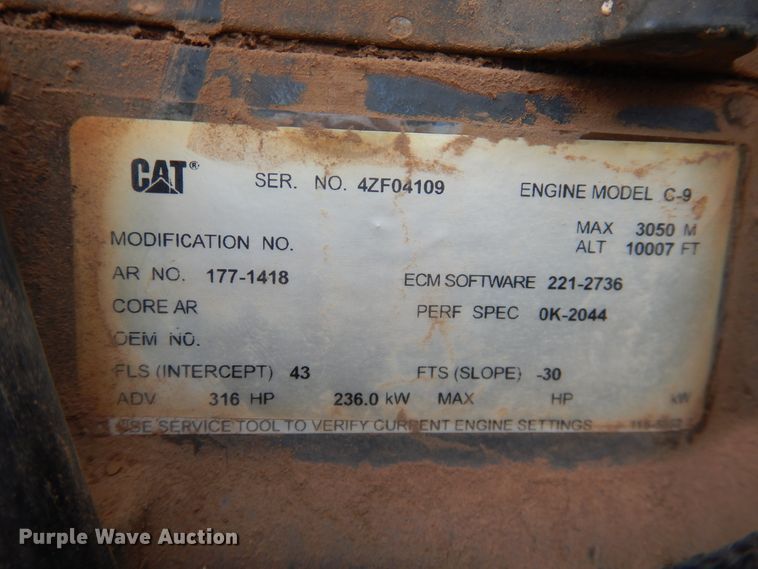 CAT® SER. NO. 4ZF04109 ENGINE MODEL C-9
MAX 3050 M
MODIFICATION NO. ALT 10007 FT
AR NO. 177-1418 ECM SOFTWARE 221-2736
CORE AR PERF SPEC 0K-2044
OEM NO.
FLS (INTERCEPT) 43 FTS (SLOPE) -30
ADV 316 HP 236.0 kW MAX HP kW
USE SERVICE TOOL TO VERIFY CURRENT ENGINE SETTINGS
Purple Wave Auction